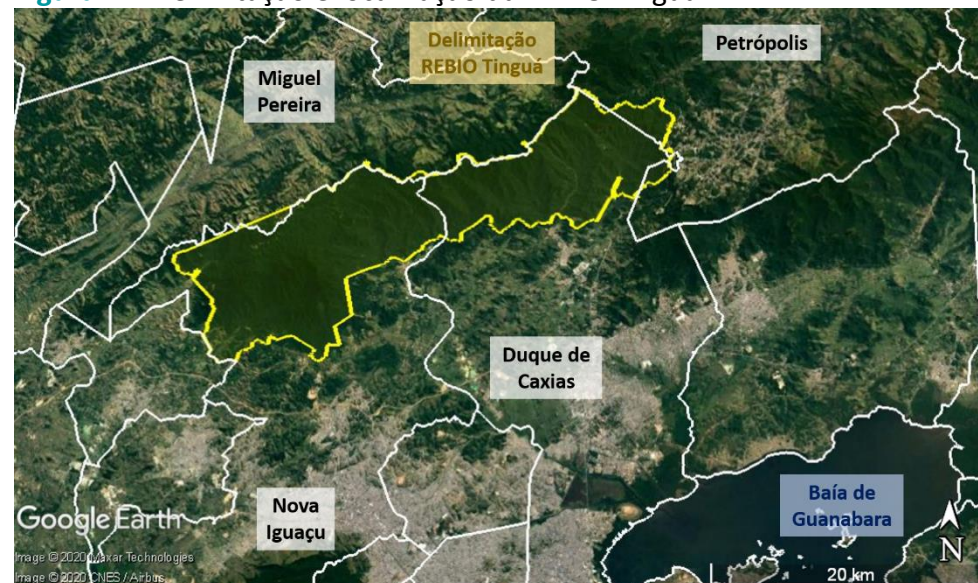 Delimitação
REBIO Tinguá
Petrópolis
Miguel
Pereira
Duque de
Caxias
Nova
Iguaçu
Baía de
Guanabara
Google Earth
Image © 2020 Maxar Technologies
Image © 2020 CNES / Airbus
N
20 km